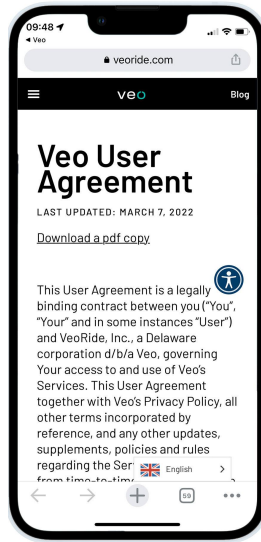 09:48
◄ Veo
veoride.com
veo
Blog
Veo User
Agreement
LAST UPDATED: MARCH 7, 2022
Download a pdf copy
This User Agreement is a legally
binding contract between you (“You”,
“Your” and in some instances “User”)
and VeoRide, Inc., a Delaware
corporation d/b/a Veo, governing
Your access to and use of Veo’s
Services. This User Agreement
together with Veo’s Privacy Policy, all
other terms incorporated by
reference, and any other updates,
supplements, policies and rules
regarding the Ser
English
from time-to-tim
59